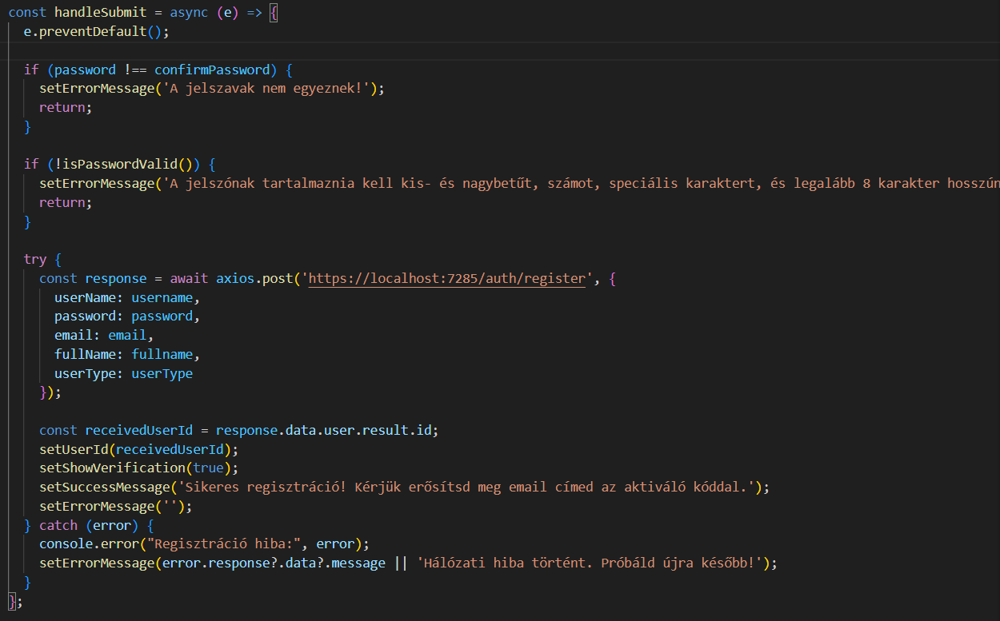 const handleSubmit = async (e) => {
  e.preventDefault();

  if (password !== confirmPassword) {
    setErrorMessage('A jelszavak nem egyeznek!');
    return;
  }

  if (!isPasswordValid()) {
    setErrorMessage('A jelszónak tartalmaznia kell kis- és nagybetűt, számot, speciális karaktert, és legalább 8 karakter
    return;
  }

  try {
    const response = await axios.post('https://localhost:7285/auth/register', {
      userName: username,
      password: password,
      email: email,
      fullName: fullname,
      userType: userType
    });

    const receivedUserId = response.data.user.result.id;
    setUserId(receivedUserId);
    setShowVerification(true);
    setSuccessMessage('Sikeres regisztráció! Kérjük erősítsd meg email címed az aktiváló kóddal.');
    setErrorMessage('');
  } catch (error) {
    console.error("Regisztráció hiba:", error);
    setErrorMessage(error.response?.data?.message || 'Hálózati hiba történt. Próbáld újra később!');
  }
};